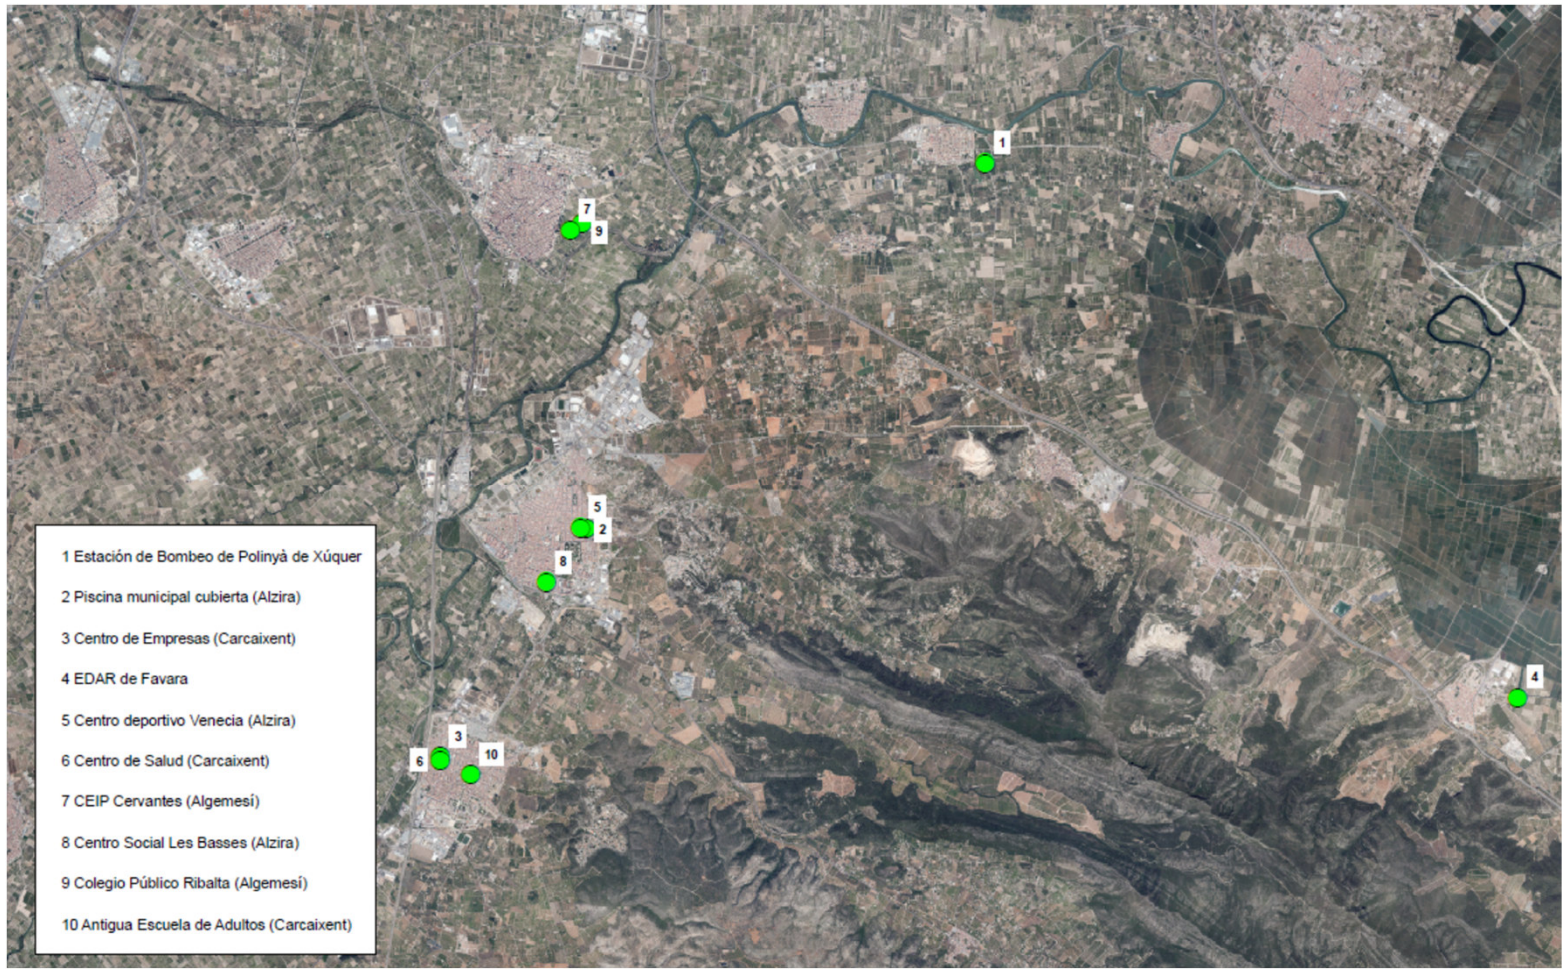 1
7
9
5
2
8
4
3
6
10
1 Estación de Bombeo de Polinyà de Xúquer
2 Piscina municipal cubierta (Alzira)
3 Centro de Empresas (Carcaixent)
4 EDAR de Favara
5 Centro deportivo Venecia (Alzira)
6 Centro de Salud (Carcaixent)
7 CEIP Cervantes (Algemesí)
8 Centro Social Les Basses (Alzira)
9 Colegio Público Ribalta (Algemesí)
10 Antigua Escuela de Adultos (Carcaixent)